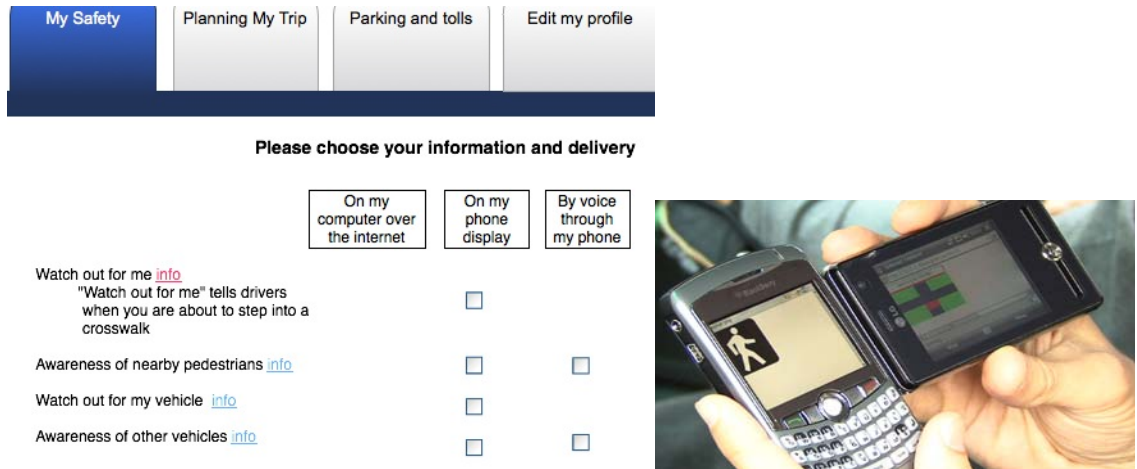 My Safety
Planning My Trip
Parking and tolls
Edit my profile
Please choose your information and delivery
On my
computer over
the internet
On my
phone
display
By voice
through
my phone
Watch out for me info
"Watch out for me" tells drivers
when you are about to step into a
crosswalk
Awareness of nearby pedestrians info
Watch out for my vehicle info
Awareness of other vehicles info
BlackBerry
LG